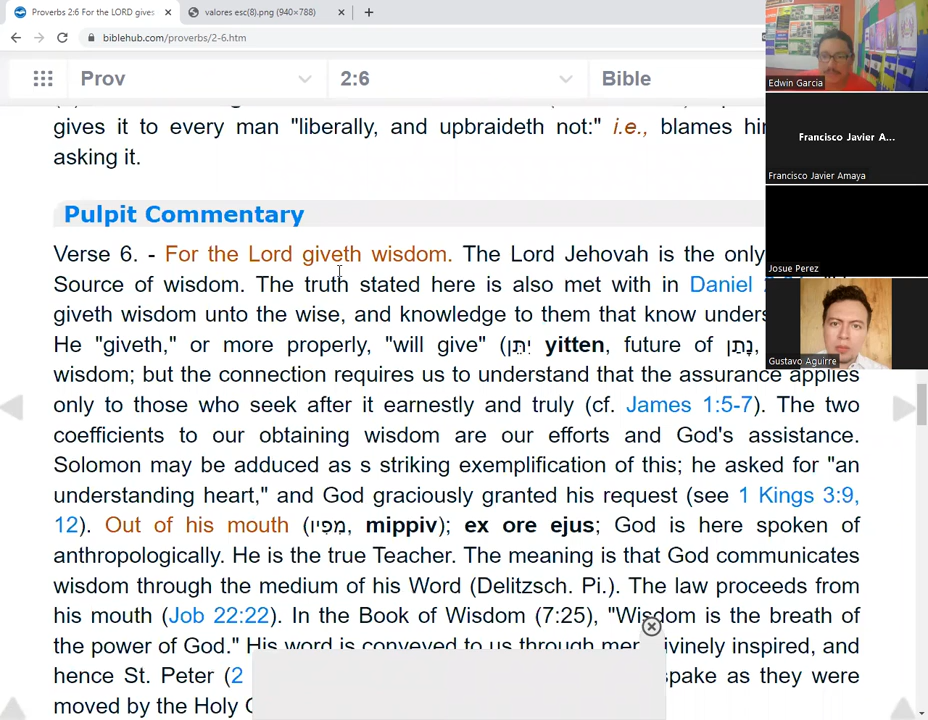 Proverbs 2:6 For the LORD gives
valores esc(8).png (940×788)
biblehub.com/proverbs/2-6.htm
Prov
2:6
Bible
gives it to every man "liberally, and upbraideth not:" i.e., blames hi
asking it.
Pulpit Commentary
Verse 6. - For the Lord giveth wisdom. The Lord Jehovah is the only
Source of wisdom. The truth stated here is also met with in Daniel
giveth wisdom unto the wise, and knowledge to them that know unders
He "giveth," or more properly, "will give" (יִתֵּן yitten, future of נָתַן,
wisdom; but the connection requires us to understand that the assurance applies
only to those who seek after it earnestly and truly (cf. James 1:5-7). The two
coefficients to our obtaining wisdom are our efforts and God's assistance.
Solomon may be adduced as s striking exemplification of this; he asked for "an
understanding heart," and God graciously granted his request (see 1 Kings 3:9,
12). Out of his mouth (מִפִּיו, mippiv); ex ore ejus; God is here spoken of
anthropologically. He is the true Teacher. The meaning is that God communicates
wisdom through the medium of his Word (Delitzsch. Pi.). The law proceeds from
his mouth (Job 22:22). In the Book of Wisdom (7:25), "Wisdom is the breath of
the power of God." His word is conveyed to us through men divinely inspired, and
hence St. Peter (2 spake as they were
moved by the Holy
Edwin Garcia
Francisco Javier A...
Francisco Javier Amaya
Josue Perez
Gustavo Aguirre